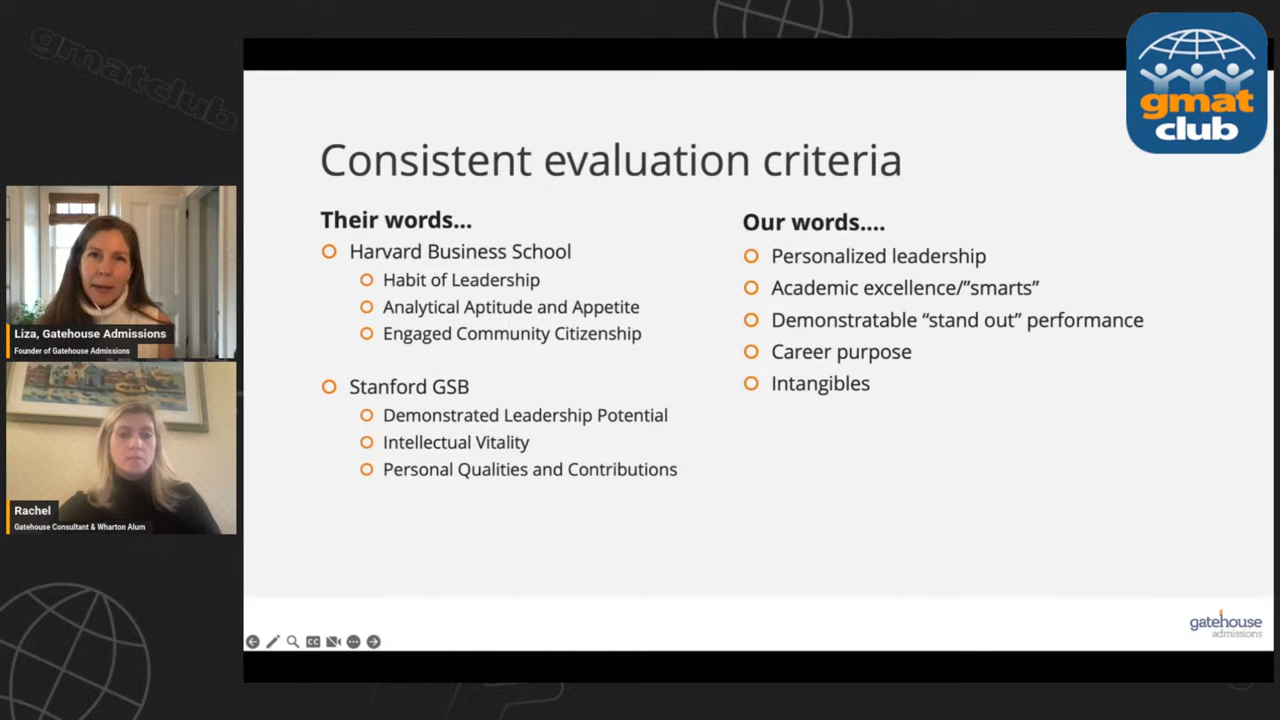 gmatclub
gmat
club
Consistent evaluation criteria
Their words...
Harvard Business School
Habit of Leadership
Analytical Aptitude and Appetite
Engaged Community Citizenship
Stanford GSB
Demonstrated Leadership Potential
Intellectual Vitality
Personal Qualities and Contributions
Our words....
Personalized leadership
Academic excellence/”smarts”
Demonstratable “stand out” performance
Career purpose
Intangibles
Liza, Gatehouse Admissions
Founder of Gatehouse Admissions
Rachel
Gatehouse Consultant & Wharton Alum
CC
gatehouse
admissions